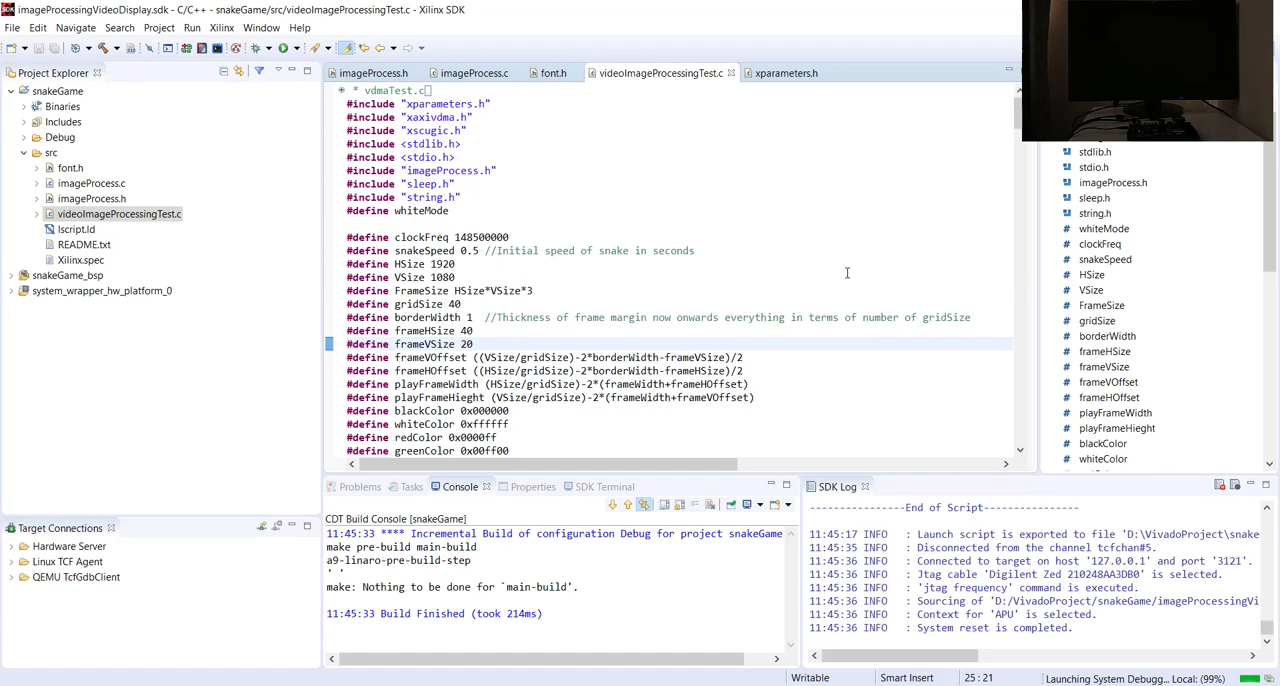 imageProcessingVideoDisplay.sdk - C/C++ - snakeGame/src/videoImageProcessingTest.c - Xilinx SDK
File Edit Navigate Search Project Run Xilinx Window Help
Project Explorer
snakeGame
Binaries
Includes
Debug
src
font.h
imageProcess.c
imageProcess.h
videoImageProcessingTest.c
lscript.ld
README.txt
Xilinx.spec
snakeGame_bsp
system_wrapper_hw_platform_0
Target Connections
Hardware Server
Linux TCF Agent
QEMU TcfGdbClient
imageProcess.h imageProcess.c font.h videoImageProcessingTest.c xparameters.h
* vdmaTest.c
#include "xparameters.h"
#include "xaxivdma.h"
#include "xscugic.h"
#include <stdlib.h>
#include <stdio.h>
#include "imageProcess.h"
#include "sleep.h"
#include "string.h"
#define whiteMode
#define clockFreq 148500000
#define snakeSpeed 0.5 //Initial speed of snake in seconds
#define HSize 1920
#define VSize 1080
#define FrameSize HSize*VSize*3
#define gridSize 40
#define borderWidth 1 //Thickness of frame margin now onwards everything in terms of number of gridSize
#define frameHSize 40
#define frameVSize 20
#define frameVOffset ((VSize/gridSize)-2*borderWidth-frameVSize)/2
#define frameHOffset ((HSize/gridSize)-2*borderWidth-frameHSize)/2
#define playFrameWidth (HSize/gridSize)-2*(frameWidth+frameHOffset)
#define playFrameHieght (VSize/gridSize)-2*(frameWidth+frameVOffset)
#define blackColor 0x000000
#define whiteColor 0xffffff
#define redColor 0x0000ff
#define greenColor 0x00ff00
stdlib.h
stdio.h
imageProcess.h
sleep.h
string.h
whiteMode
clockFreq
snakeSpeed
HSize
VSize
FrameSize
gridSize
borderWidth
frameHSize
frameVSize
frameVOffset
frameHOffset
playFrameWidth
playFrameHieght
blackColor
whiteColor
Problems Tasks Console Properties SDK Terminal
CDT Build Console [snakeGame]
11:45:33 **** Incremental Build of configuration Debug for project snakeGame
make pre-build main-build
a9-linaro-pre-build-step
' '
make: Nothing to be done for `main-build'.
11:45:33 Build Finished (took 214ms)
SDK Log
----------------End of Script----------------
11:45:17 INFO : Launch script is exported to file 'D:\VivadoProject\snake
11:45:35 INFO : Disconnected from the channel tcfchan#5.
11:45:36 INFO : Connected to target on host '127.0.0.1' and port '3121'.
11:45:36 INFO : Jtag cable 'Digilent Zed 210248AA3DB0' is selected.
11:45:36 INFO : 'jtag frequency' command is executed.
11:45:36 INFO : Sourcing of 'D:/VivadoProject/snakeGame/imageProcessingVi
11:45:36 INFO : Context for 'APU' is selected.
11:45:36 INFO : System reset is completed.
Writable Smart Insert 25 : 21 Launching System Debugg... Local: (99%)